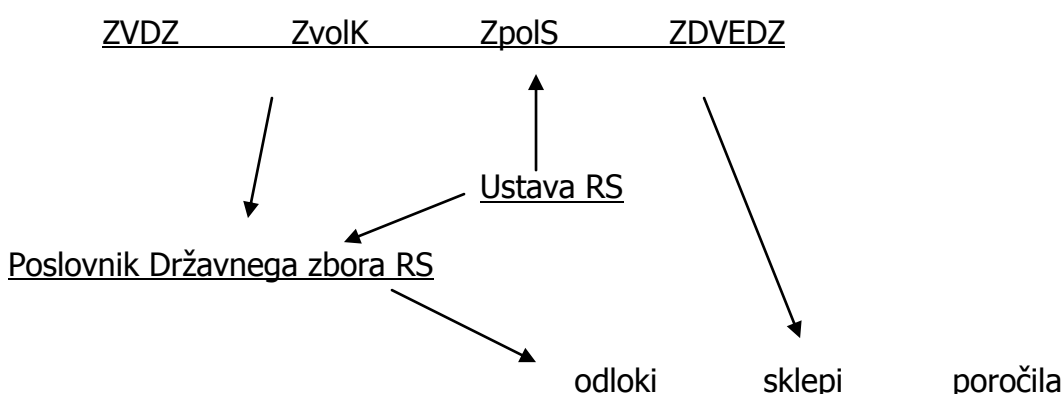 ZVDZ ZvolK ZpolS ZDVEDZ
Ustava RS
Poslovnik Državnega zbora RS
odloki sklepi poročila